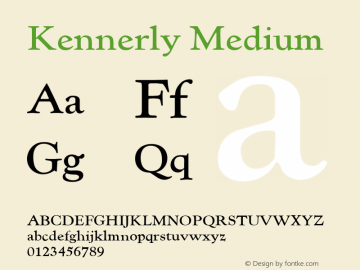 Kennerly Medium
Aa Ff a
Gg Qq
ABCDEFGHIJKLMNOPQRSTUVWXYZ
abcdefghijklmnopqrstuvwxyz
0123456789
© Design by fontke.com